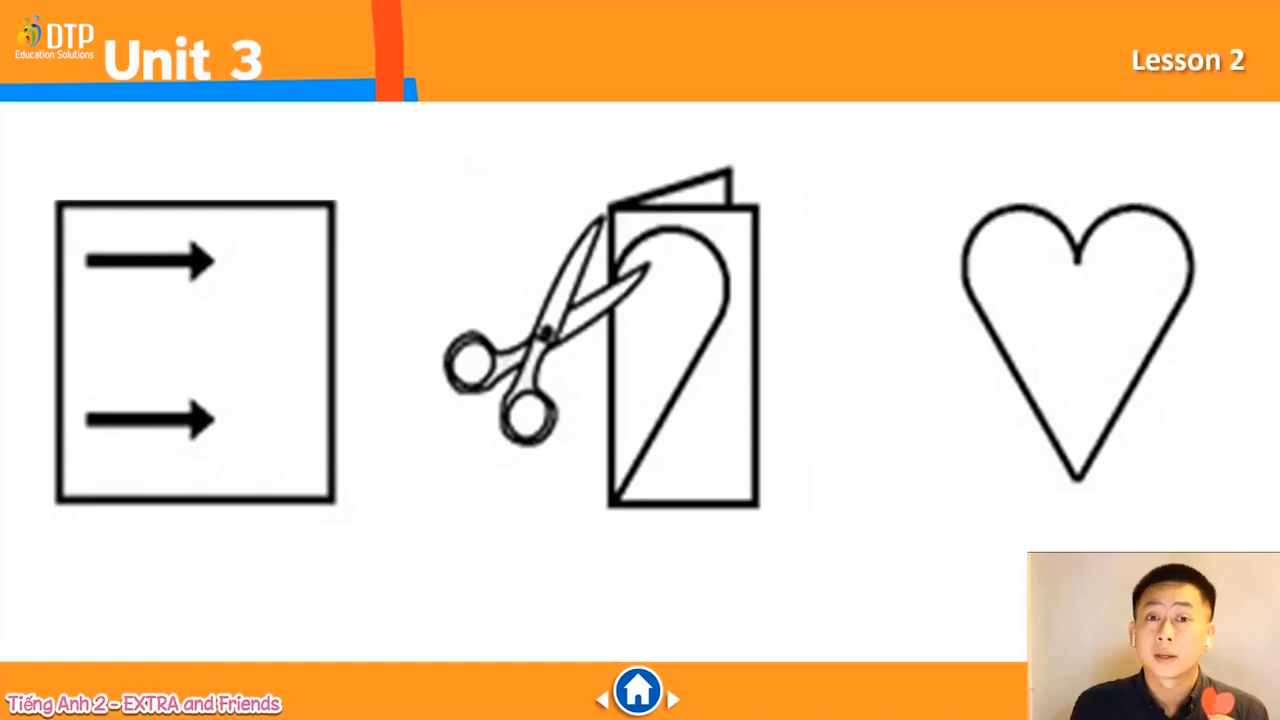 DTP
Education Solutions
Unit 3
Lesson 2
Tiếng Anh 2 - EXTRA and Friends